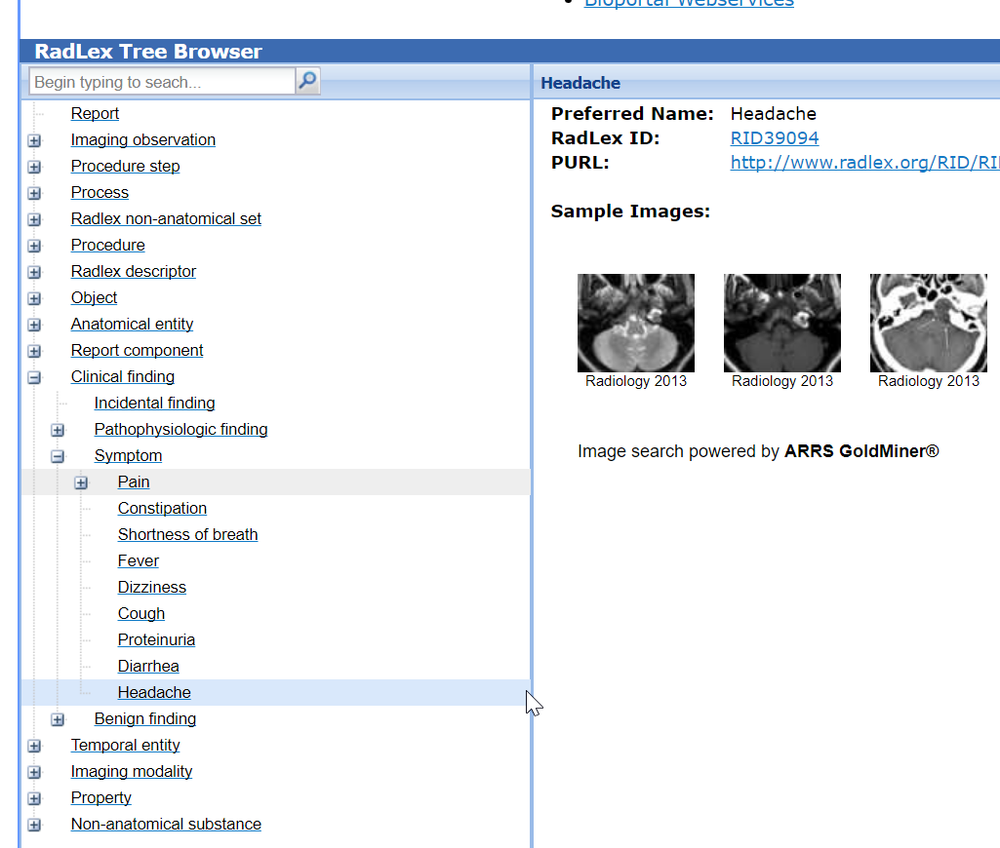 Bioportal Webservices
RadLex Tree Browser
Begin typing to seach...
Headache
Report
Imaging observation
Procedure step
Process
Radlex non-anatomical set
Procedure
Radlex descriptor
Object
Anatomical entity
Report component
Clinical finding
Incidental finding
Pathophysiologic finding
Symptom
Pain
Constipation
Shortness of breath
Fever
Dizziness
Cough
Proteinuria
Diarrhea
Headache
Benign finding
Temporal entity
Imaging modality
Property
Non-anatomical substance
Preferred Name: Headache
RadLex ID: RID39094
PURL: http://www.radlex.org/RID/RI
Sample Images:
Radiology 2013 Radiology 2013 Radiology 2013
Image search powered by ARRS GoldMiner®